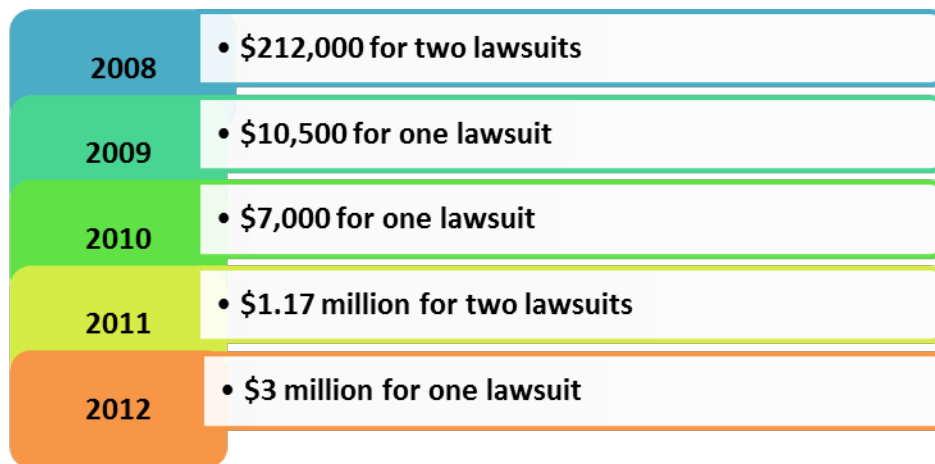 2008
• $212,000 for two lawsuits
2009
• $10,500 for one lawsuit
2010
• $7,000 for one lawsuit
2011
• $1.17 million for two lawsuits
2012
• $3 million for one lawsuit